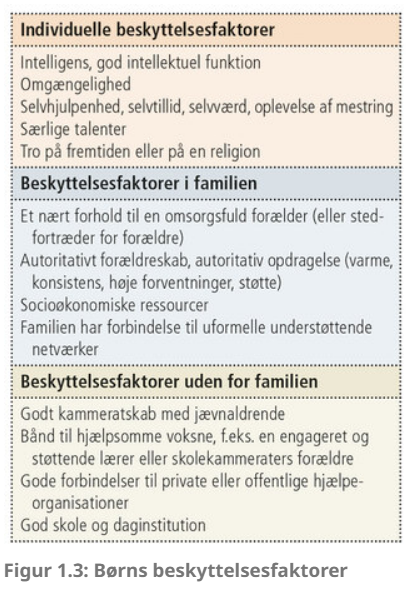 Individuelle beskyttelsesfaktorer
Intelligens, god intellektuel funktion
Omgængelighed
Selvhjulpenhed, selvtillid, selvværd, oplevelse af mestring
Særlige talenter
Tro på fremtiden eller på en religion
Beskyttelsesfaktorer i familien
Et nært forhold til en omsorgsfuld forælder (eller sted-
fortræder for forældre)
Autoritativt forældreskab, autoritativ opdragelse (varme,
konsistens, høje forventninger, støtte)
Socioøkonomiske ressourcer
Familien har forbindelse til uformelle understøttende
netværker
Beskyttelsesfaktorer uden for familien
Godt kammeratskab med jævnaldrende
Bånd til hjælpsomme voksne, f.eks. en engageret og
støttende lærer eller skolekammeraters forældre
Gode forbindelser til private eller offentlige hjælpe-
organisationer
God skole og daginstitution
Figur 1.3: Børns beskyttelsesfaktorer